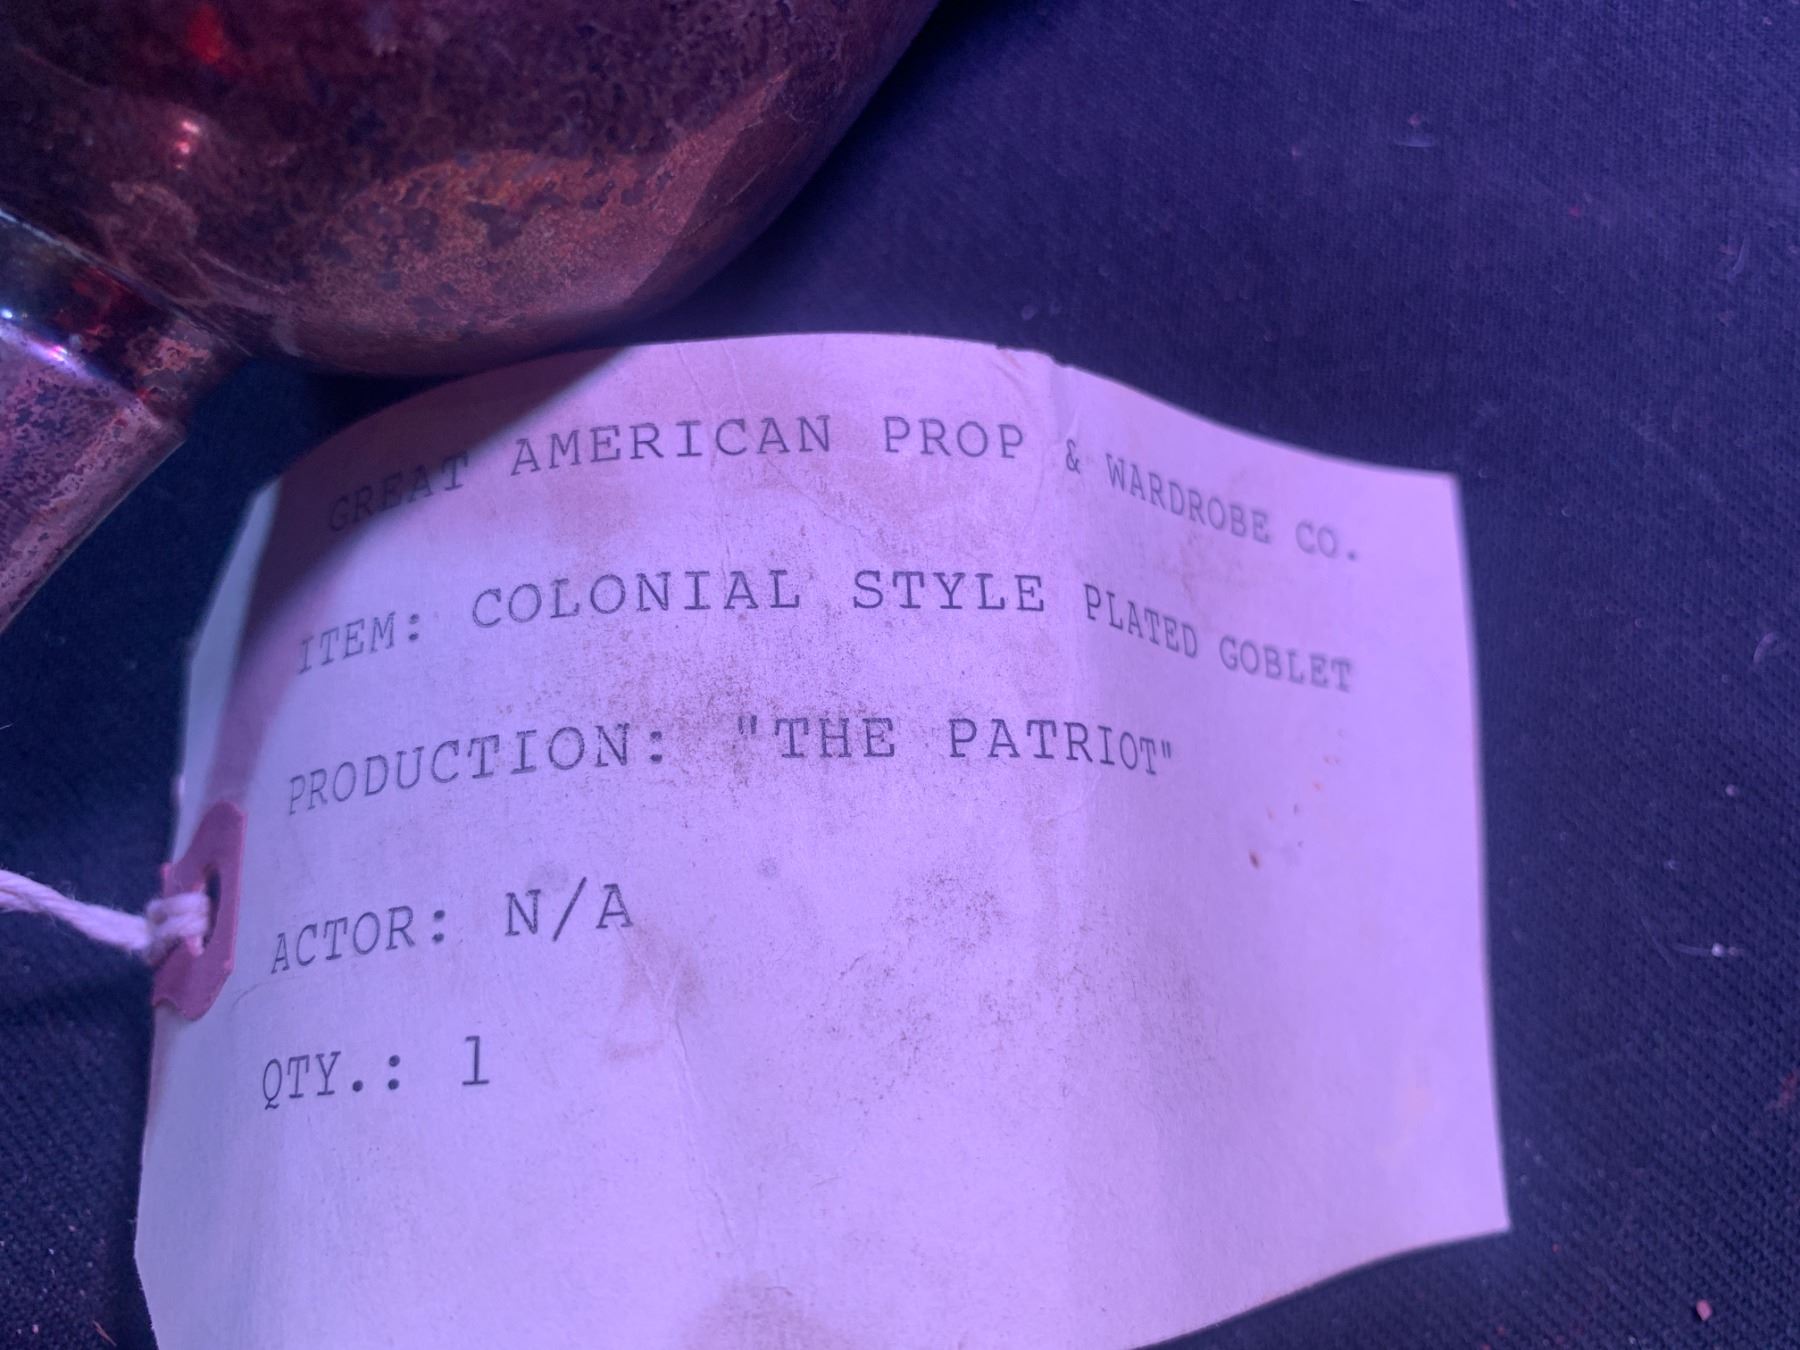 GREAT AMERICAN PROP & WARDROBE CO.
ITEM: COLONIAL STYLE PLATED GOBLET
PRODUCTION: "THE PATRIOT"
ACTOR: N/A
QTY.: 1